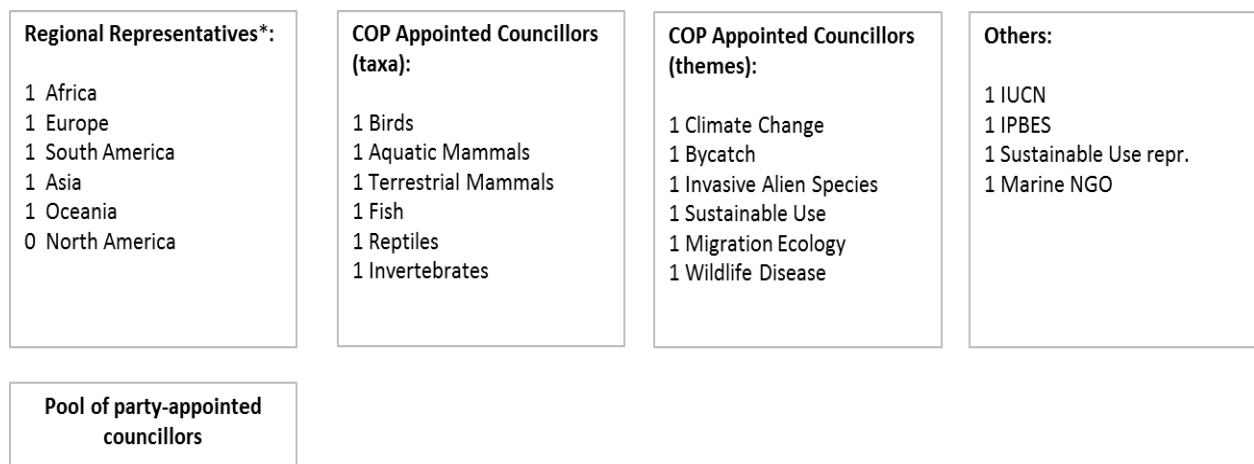 Regional Representatives*:
1 Africa
1 Europe
1 South America
1 Asia
1 Oceania
0 North America
COP Appointed Councillors
(taxa):
1 Birds
1 Aquatic Mammals
1 Terrestrial Mammals
1 Fish
1 Reptiles
1 Invertebrates
COP Appointed Councillors
(themes):
1 Climate Change
1 Bycatch
1 Invasive Alien Species
1 Sustainable Use
1 Migration Ecology
1 Wildlife Disease
Others:
1 IUCN
1 IPBES
1 Sustainable Use repr.
1 Marine NGO
Pool of party-appointed
councillors